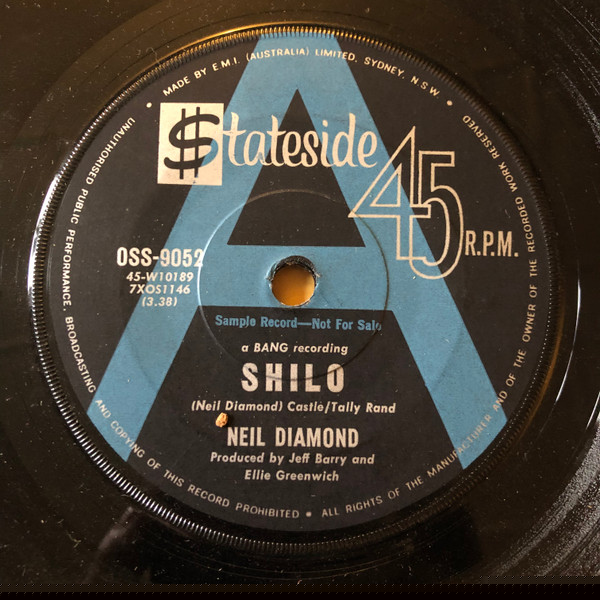 MADE BY E.M.I. (AUSTRALIA) LIMITED, SYDNEY, N.S.W.
$tateside
45
R.P.M.
OSS-9052
45-W10189
7XOS1146
(3.38)
A
Sample Record—Not For Sale
a BANG recording
SHILO
(Neil Diamond) Castle/Tally Rand
NEIL DIAMOND
Produced by Jeff Barry and
Ellie Greenwich
UNAUTHORISED PUBLIC PERFORMANCE, BROADCASTING AND COPYING OF THIS RECORD PROHIBITED • ALL RIGHTS OF THE MANUFACTURER AND OF THE OWNER OF THE RECORDED WORK RESERVED